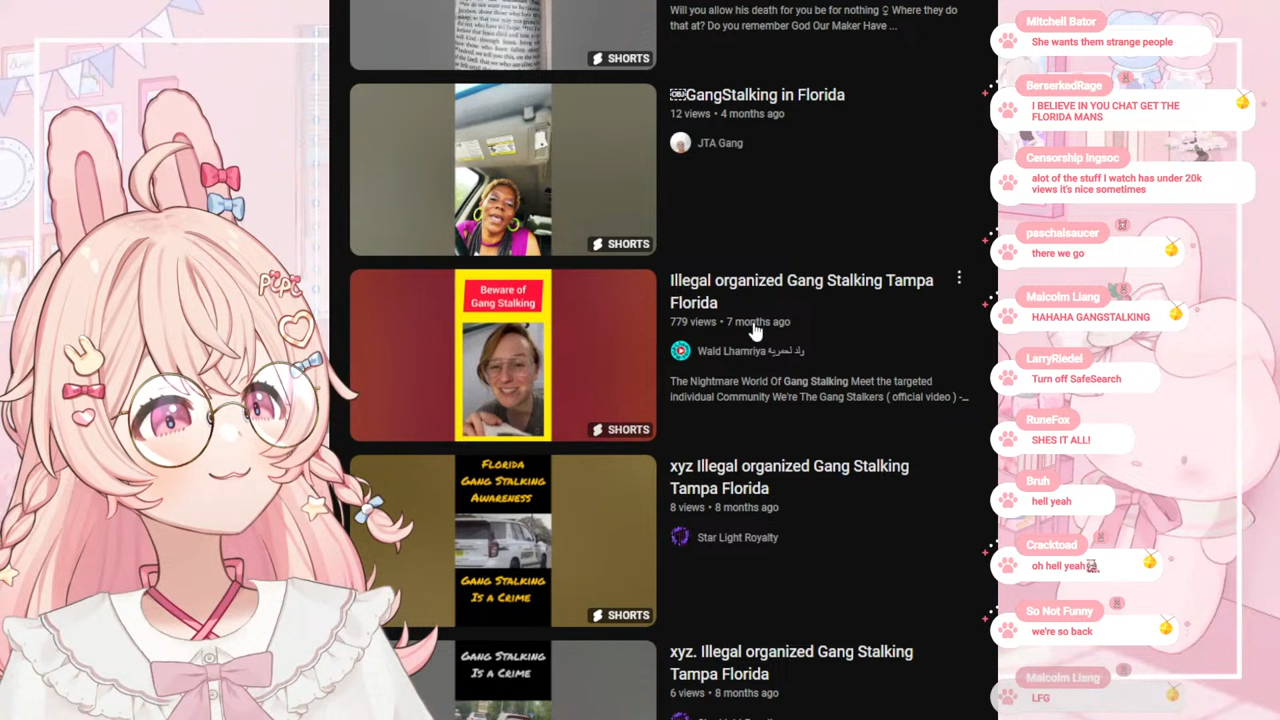 Will you allow his death for you be for nothing ♀ Where they do
that at? Do you remember God Our Maker Have ...
SHORTS
GangStalking in Florida
12 views • 4 months ago
JTA Gang
SHORTS
Beware of
Gang Stalking
Illegal organized Gang Stalking Tampa
Florida
779 views • 7 months ago
Wald Lhamriya ولد لحمرية
The Nightmare World Of Gang Stalking Meet the targeted
individual Community We're The Gang Stalkers ( official video ) -...
SHORTS
Florida
Gang Stalking
Awareness
Gang Stalking
Is a Crime
xyz Illegal organized Gang Stalking
Tampa Florida
8 views • 8 months ago
Star Light Royalty
SHORTS
Gang Stalking
Is a Crime
xyz. Illegal organized Gang Stalking
Tampa Florida
6 views • 8 months ago
PiPi
Mitchell Bator
She wants them strange people
BerserkedRage
I BELIEVE IN YOU CHAT GET THE
FLORIDA MANS
Censorship Ingsoc
alot of the stuff I watch has under 20k
views it's nice sometimes
paschalsaucer
there we go
Malcolm Liang
HAHAHA GANGSTALKING
LarryRiedel
Turn off SafeSearch
RuneFox
SHES IT ALL!
Bruh
hell yeah
Cracktoad
oh hell yeah
So Not Funny
we're so back
Malcolm Liang
LFG